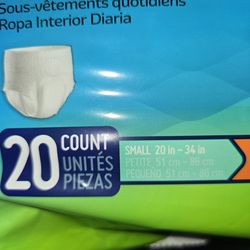 Sous-vêtements quotidiens
Ropa Interior Diaria
20 COUNT
UNITÉS
PIEZAS
SMALL 20 in – 34 in
PETITE 51 cm – 86 cm
PEQUEÑO 51 cm – 86 cm